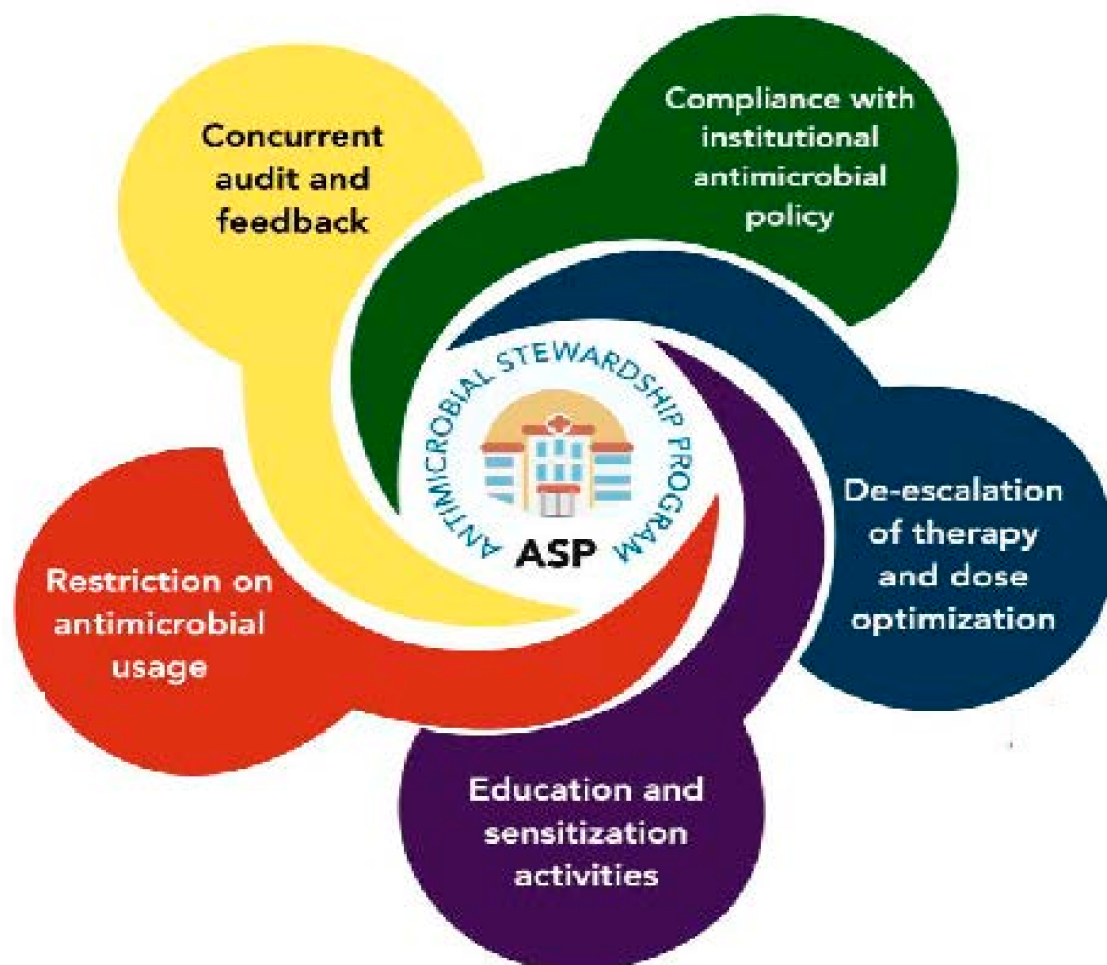 Concurrent
audit and
feedback
Compliance with
institutional
antimicrobial
policy
De-escalation
of therapy
and dose
optimization
Education and
sensitization
activities
Restriction on
antimicrobial
usage
ANTIMICROBIAL STEWARDSHIP PROGRAM
ASP